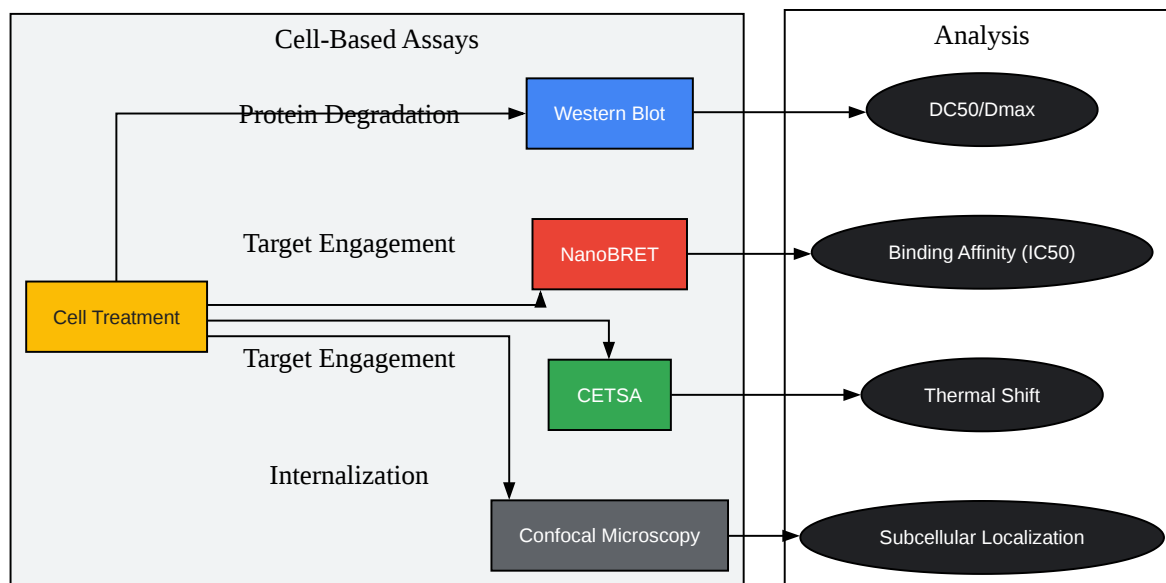 Cell-Based Assays
Analysis
Protein Degradation
Western Blot
DC50/Dmax
Target Engagement
NanoBRET
Binding Affinity (IC50)
Cell Treatment
Target Engagement
CETSA
Thermal Shift
Internalization
Confocal Microscopy
Subcellular Localization